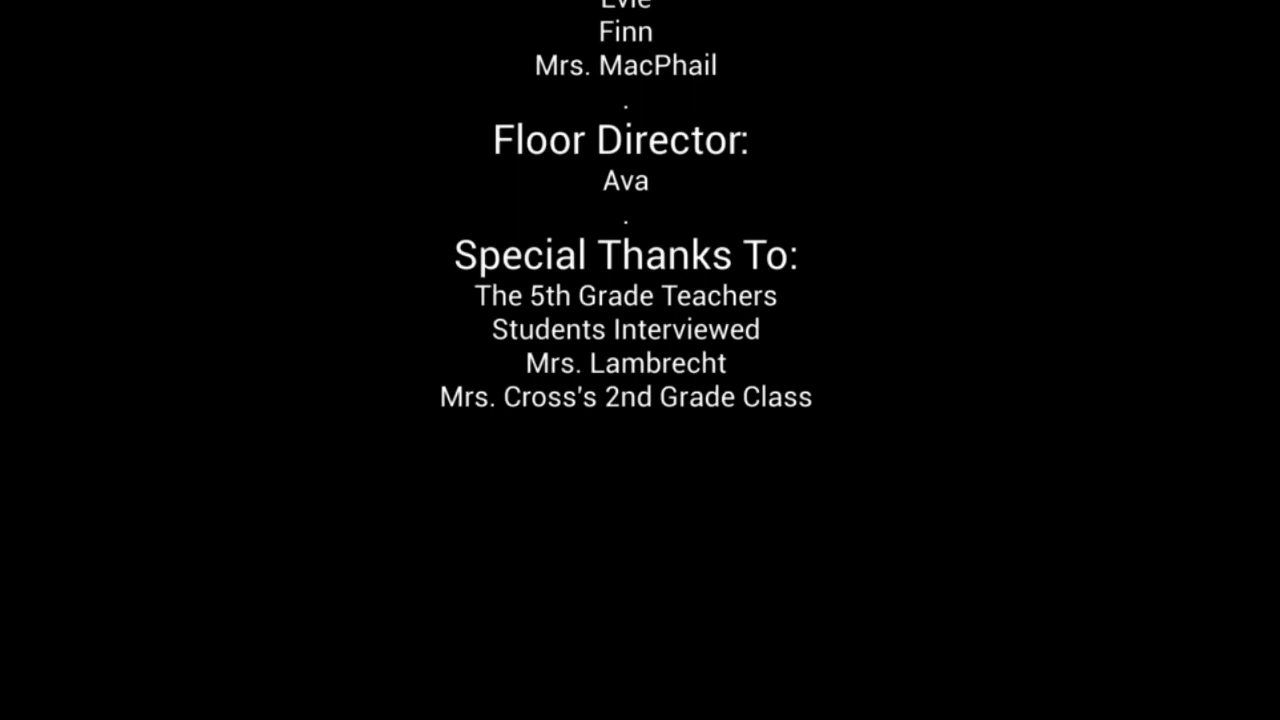 Evie
Finn
Mrs. MacPhail
.
Floor Director:
Ava
.
Special Thanks To:
The 5th Grade Teachers
Students Interviewed
Mrs. Lambrecht
Mrs. Cross's 2nd Grade Class